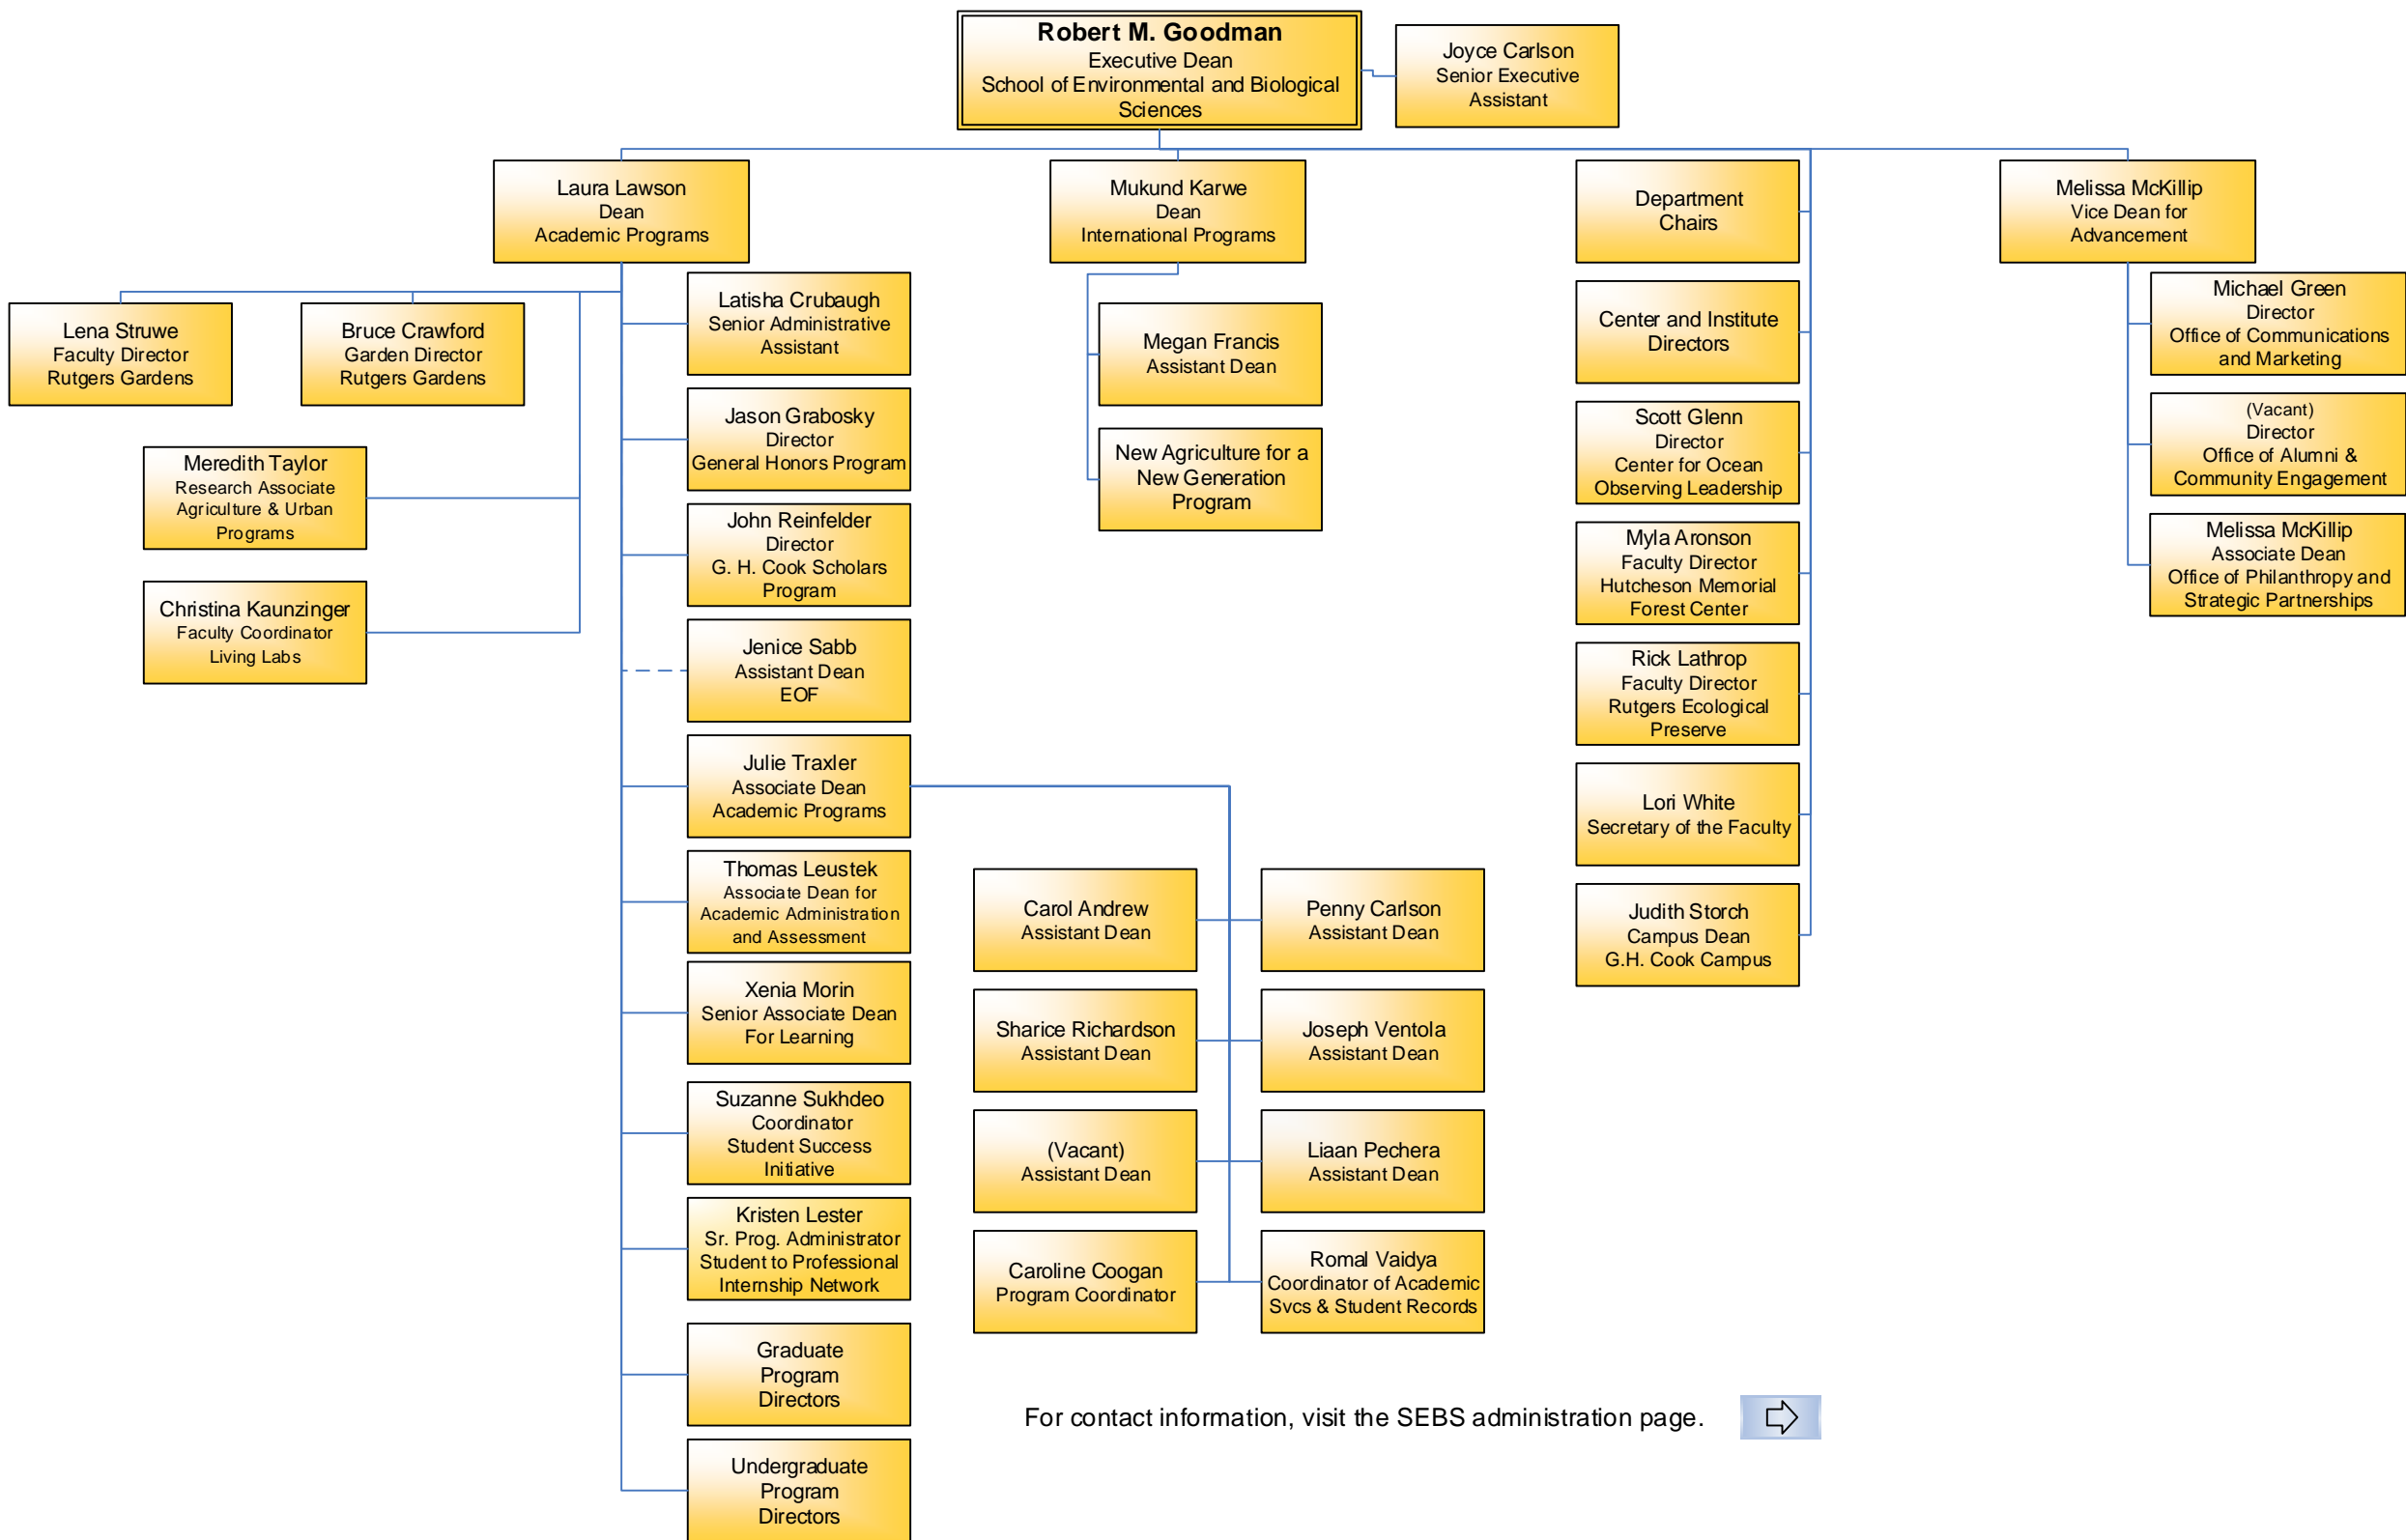 Robert M. Goodman
Executive Dean
School of Environmental and Biological
Sciences
Joyce Carlson
Senior Executive
Assistant
Laura Lawson
Dean
Academic Programs
Mukund Karwe
Dean
International Programs
Department
Chairs
Melissa McKillip
Vice Dean for
Advancement
Lena Struwe
Faculty Director
Rutgers Gardens
Bruce Crawford
Garden Director
Rutgers Gardens
Meredith Taylor
Research Associate
Agriculture & Urban
Programs
Christina Kaunzinger
Faculty Coordinator
Living Labs
Latisha Crubaugh
Senior Administrative
Assistant
Jason Grabosky
Director
General Honors Program
John Reinfelder
Director
G. H. Cook Scholars
Program
Jenice Sabb
Assistant Dean
EOF
Julie Traxler
Associate Dean
Academic Programs
Thomas Leustek
Associate Dean for
Academic Administration
and Assessment
Xenia Morin
Senior Associate Dean
For Learning
Suzanne Sukhdeo
Coordinator
Student Success
Initiative
Kristen Lester
Sr. Prog. Administrator
Student to Professional
Internship Network
Graduate
Program
Directors
Undergraduate
Program
Directors
Megan Francis
Assistant Dean
New Agriculture for a
New Generation
Program
Carol Andrew
Assistant Dean
Penny Carlson
Assistant Dean
Sharice Richardson
Assistant Dean
Joseph Ventola
Assistant Dean
(Vacant)
Assistant Dean
Liaan Pechera
Assistant Dean
Caroline Coogan
Program Coordinator
Romal Vaidya
Coordinator of Academic
Svcs & Student Records
Center and Institute
Directors
Scott Glenn
Director
Center for Ocean
Observing Leadership
Myla Aronson
Faculty Director
Hutcheson Memorial
Forest Center
Rick Lathrop
Faculty Director
Rutgers Ecological
Preserve
Lori White
Secretary of the Faculty
Judith Storch
Campus Dean
G.H. Cook Campus
Michael Green
Director
Office of Communications
and Marketing
(Vacant)
Director
Office of Alumni &
Community Engagement
Melissa McKillip
Associate Dean
Office of Philanthropy and
Strategic Partnerships
For contact information, visit the SEBS administration page.